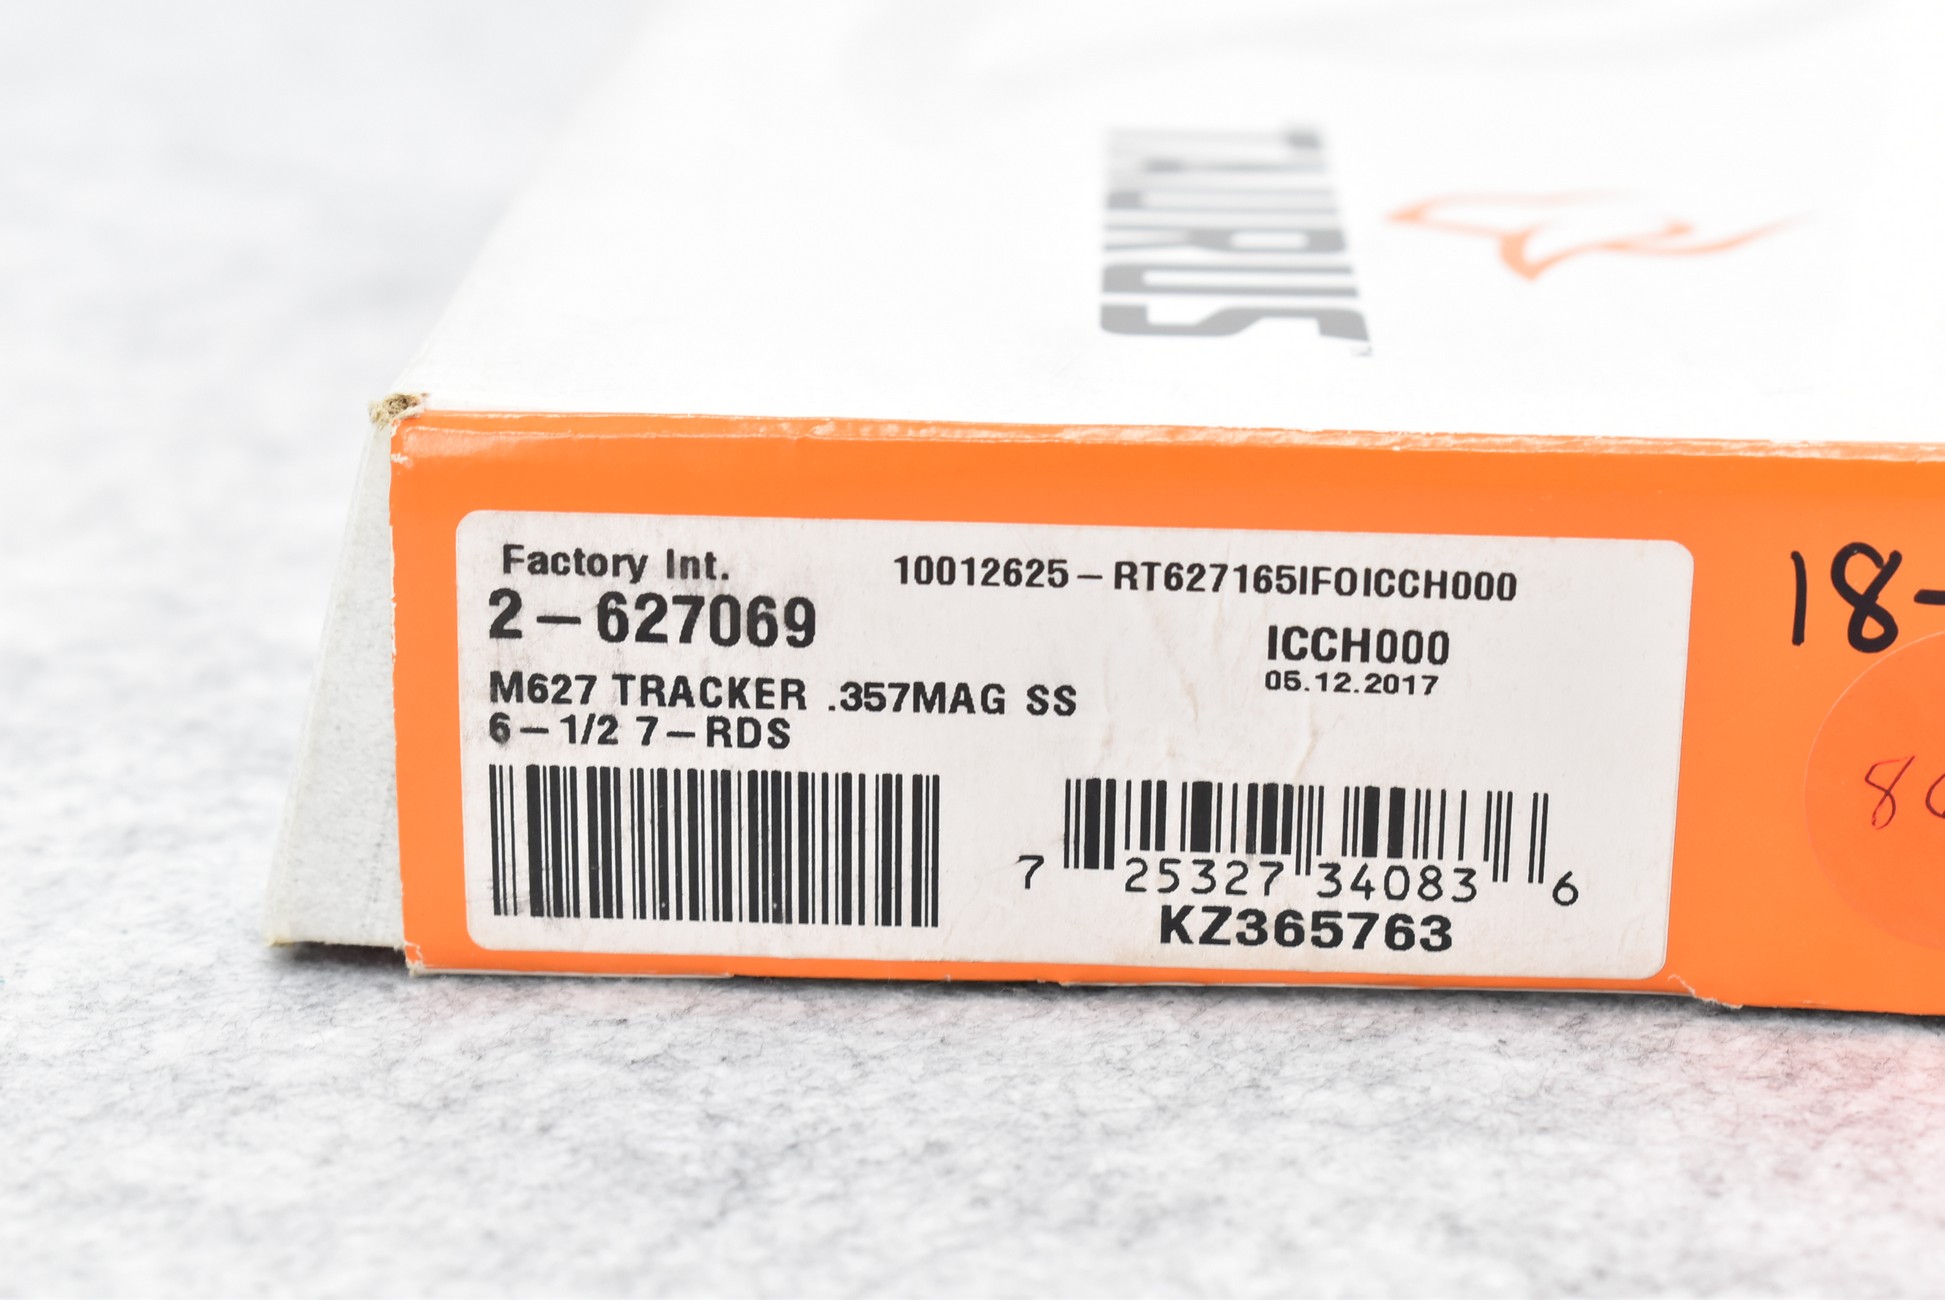 TAURUS
Factory Int.
10012625-RT627165IFOICCH000
2-627069
ICCH000
05.12.2017
M627 TRACKER .357MAG SS
6-1/2 7-RDS
7 25327 34083 6
KZ365763
18-
8